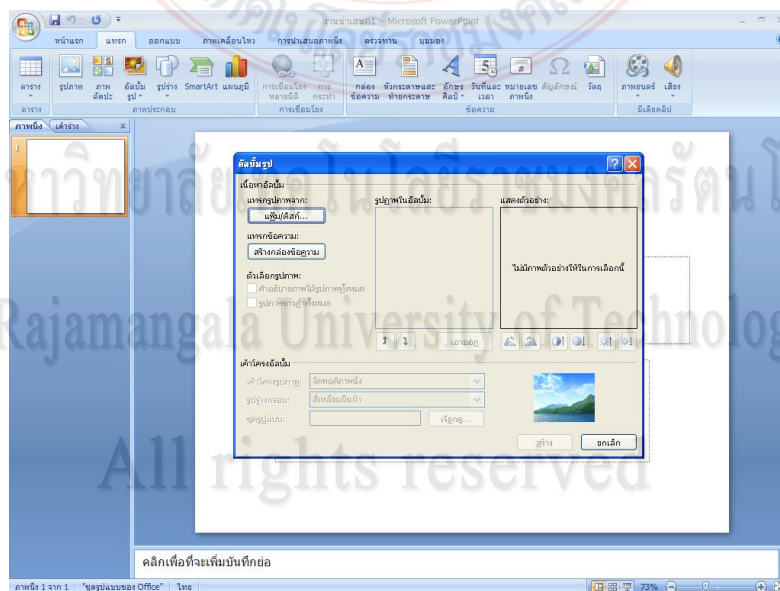 งานนำเสนอ1 - Microsoft PowerPoint
หน้าแรก แทรก ออกแบบ ภาพเคลื่อนไหว การนำเสนอภาพนิ่ง ตรวจทาน มุมมอง
ตาราง รูปภาพ ภาพตัดปะ อัลบั้มรูป รูปร่าง SmartArt แผนภูมิ การเชื่อมโยงหลายมิติ การกระทำ กล่องข้อความ หัวกระดาษและท้ายกระดาษ อักษรศิลป์ วันที่และเวลา หมายเลขภาพนิ่ง สัญลักษณ์ วัตถุ ภาพยนตร์ เสียง
ตาราง ภาพประกอบ การเชื่อมโยง ข้อความ มีเดียคลิป
ภาพนิ่ง เค้าร่าง x
1
อัลบั้มรูป
เนื้อหาอัลบั้ม
แทรกรูปภาพจาก: รูปภาพในอัลบั้ม: แสดงตัวอย่าง:
แฟ้ม/ดิสก์...
แทรกข้อความ:
สร้างกล่องข้อความ
ไม่มีภาพตัวอย่างให้ในการเลือกนี้
ตัวเลือกรูปภาพ:
คำอธิบายภาพใต้รูปภาพทั้งหมด
รูปภาพขาวดำทั้งหมด
เอาออก
เค้าโครงอัลบั้ม
เค้าโครงรูปภาพ: จัดพอดีภาพนิ่ง
รูปร่างกรอบ: สี่เหลี่ยมผืนผ้า
ชุดรูปแบบ: เรียกดู...
สร้าง ยกเลิก
Rajamangala University of Technolog
All rights reserved
คลิกเพื่อที่จะเพิ่มบันทึกย่อ
ภาพนิ่ง 1 จาก 1 "ชุดรูปแบบของ Office" ไทย 73%